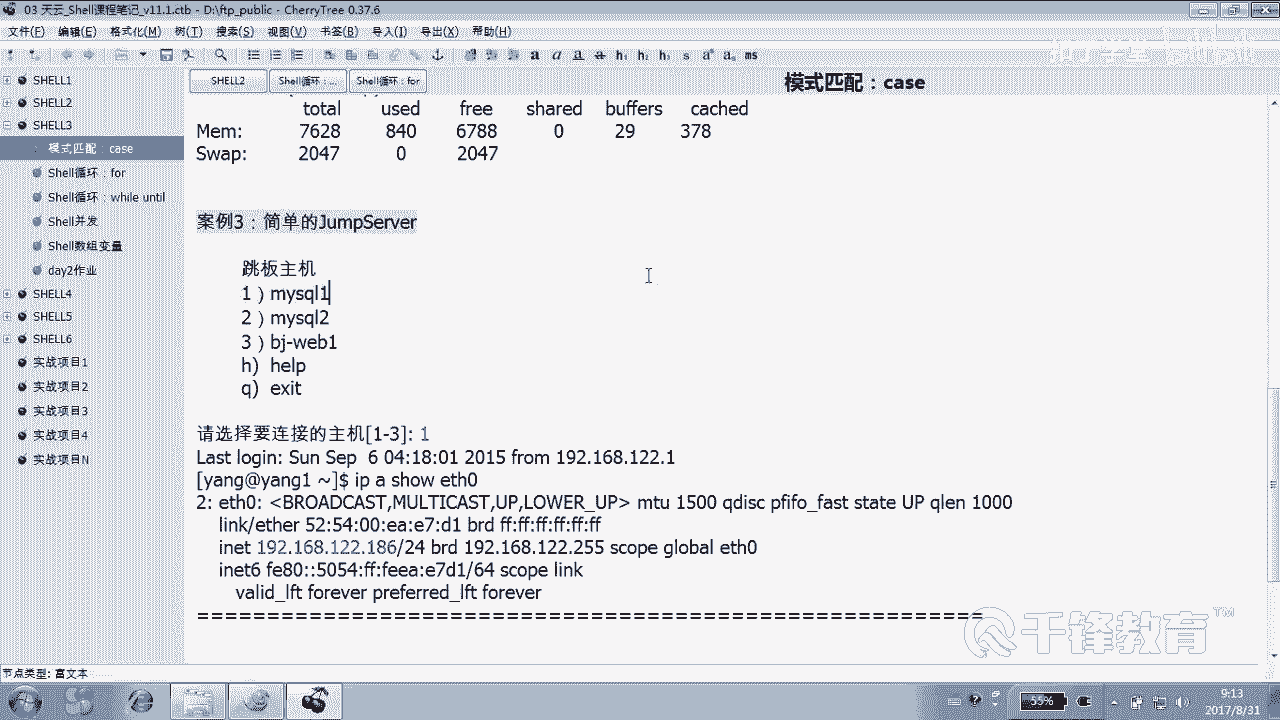 03 天云_Shell课程笔记_v11.1.ctb - D:\ftp_public - CherryTree 0.37.6
文件(F) 编辑(E) 格式化(M) 树(T) 搜索(S) 视图(V) 书签(B) 导入(I) 导出(X) 帮助(H)
a a a a h₁ h₂ h₃ s aª aₐ ms
SHELL1
SHELL2
SHELL3
模式匹配：case
Shell循环：for
Shell循环：while until
Shell并发
Shell数组变量
day2作业
SHELL4
SHELL5
SHELL6
实战项目1
实战项目2
实战项目3
实战项目4
实战项目N
SHELL2 Shell循环：... Shell循环：for
模式匹配：case
total used free shared buffers cached
Mem: 7628 840 6788 0 29 378
Swap: 2047 0 2047
案例3：简单的JumpServer
跳板主机
1）mysql1
2）mysql2
3）bj-web1
h) help
q) exit
请选择要连接的主机[1-3]: 1
Last login: Sun Sep 6 04:18:01 2015 from 192.168.122.1
[yang@yang1 ~]$ ip a show eth0
2: eth0: <BROADCAST,MULTICAST,UP,LOWER_UP> mtu 1500 qdisc pfifo_fast state UP qlen 1000
link/ether 52:54:00:ea:e7:d1 brd ff:ff:ff:ff:ff:ff
inet 192.168.122.186/24 brd 192.168.122.255 scope global eth0
inet6 fe80::5054:ff:feea:e7d1/64 scope link
valid_lft forever preferred_lft forever
==========================================================
千锋教育™
节点类型: 富文本
55%
9:13
2017/8/31